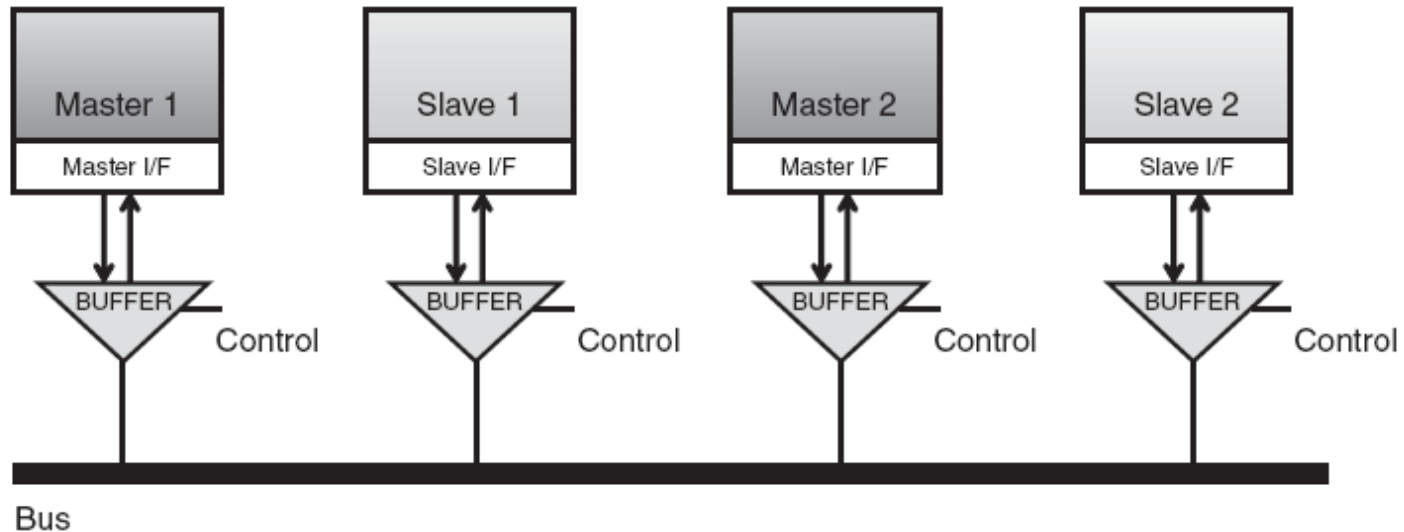 Master 1
Slave 1
Master 2
Slave 2
Master I/F
Slave I/F
Master I/F
Slave I/F
BUFFER
BUFFER
BUFFER
BUFFER
Control
Control
Control
Control
Bus